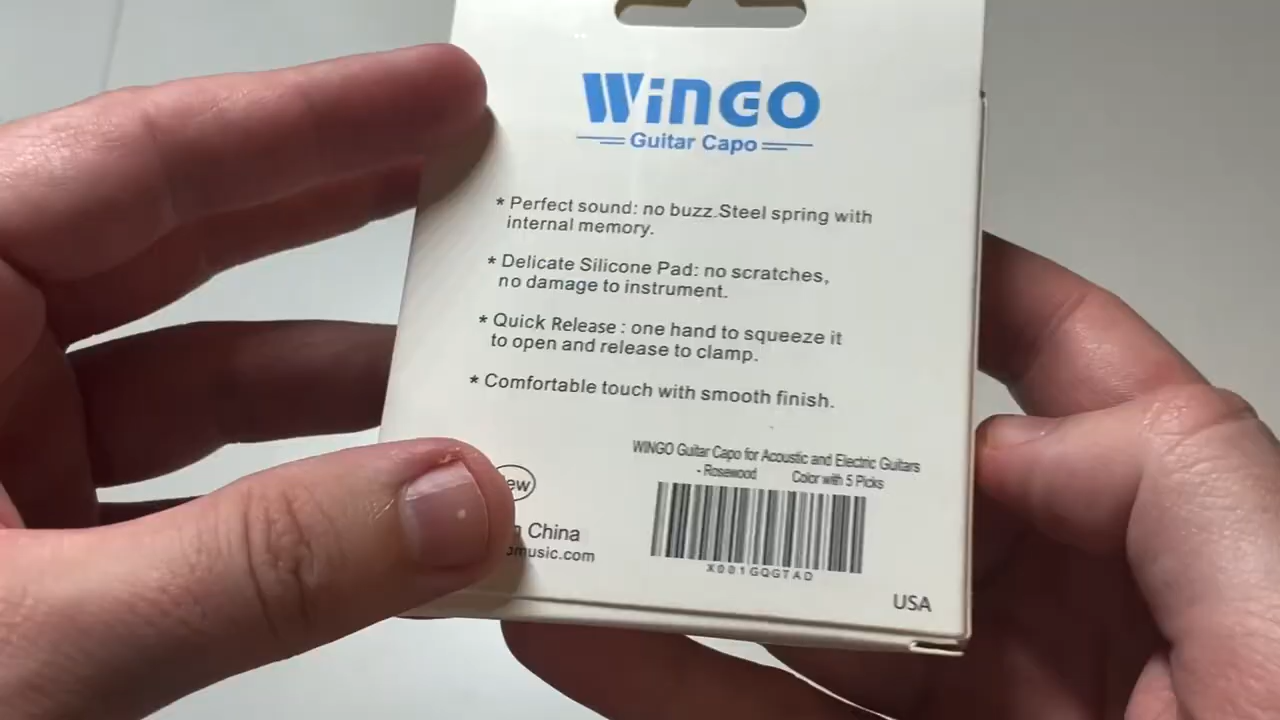 WiNGO
Guitar Capo
* Perfect sound: no buzz.Steel spring with
internal memory.
* Delicate Silicone Pad: no scratches,
no damage to instrument.
* Quick Release : one hand to squeeze it
to open and release to clamp.
* Comfortable touch with smooth finish.
WINGO Guitar Capo for Acoustic and Electric Guitars
- Rosewood Color with 5 Picks
China
X001GQGTAD
USA